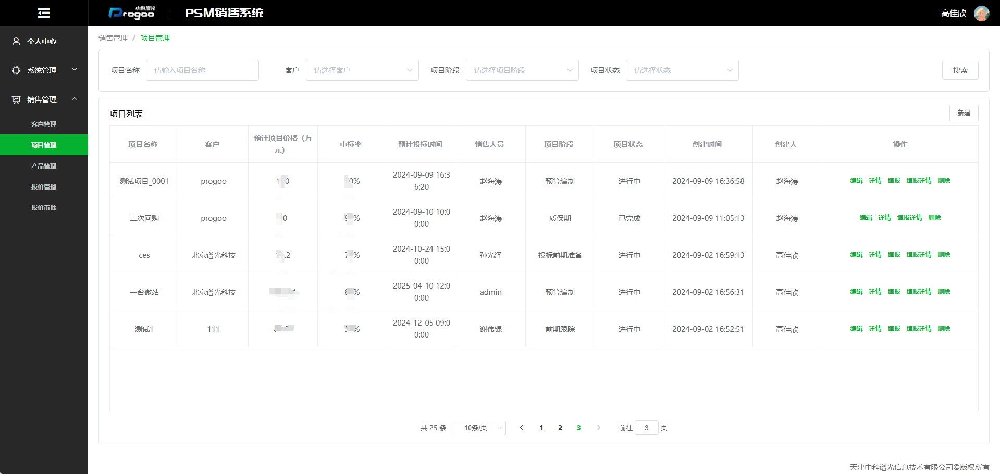 中科谱光
Progoo
PSM销售系统
高佳欣
个人中心
系统管理
销售管理
客户管理
项目管理
产品管理
报价管理
报价审批
销售管理 / 项目管理
项目名称 请输入项目名称 客户 请选择客户 项目阶段 请选择项目阶段 项目状态 请选择状态 搜索
项目列表 新建
项目名称 客户 预计项目价格（万
元） 中标率 预计投标时间 销售人员 项目阶段 项目状态 创建时间 创建人 操作
测试项目_0001 progoo 2024-09-09 16:3
6:20 赵海涛 预算编制 进行中 2024-09-09 16:36:58 赵海涛 编辑 详情 填报 填报详情 删除
二次回购 progoo 2024-09-10 10:0
0:00 赵海涛 质保期 已完成 2024-09-09 11:05:13 赵海涛 编辑 详情 填报详情 删除
ces 北京谱光科技 2024-10-24 15:0
0:00 孙光泽 投标前期准备 进行中 2024-09-02 16:59:13 高佳欣 编辑 详情 填报 填报详情 删除
一台微站 北京谱光科技 2025-04-10 12:0
0:00 admin 预算编制 进行中 2024-09-02 16:56:31 高佳欣 编辑 详情 填报 填报详情 删除
测试1 111 2024-12-05 09:0
0:00 谢伟锟 前期跟踪 进行中 2024-09-02 16:52:51 高佳欣 编辑 详情 填报 填报详情 删除
共 25 条 10条/页 1 2 3 前往 3 页
天津中科谱光信息技术有限公司©版权所有